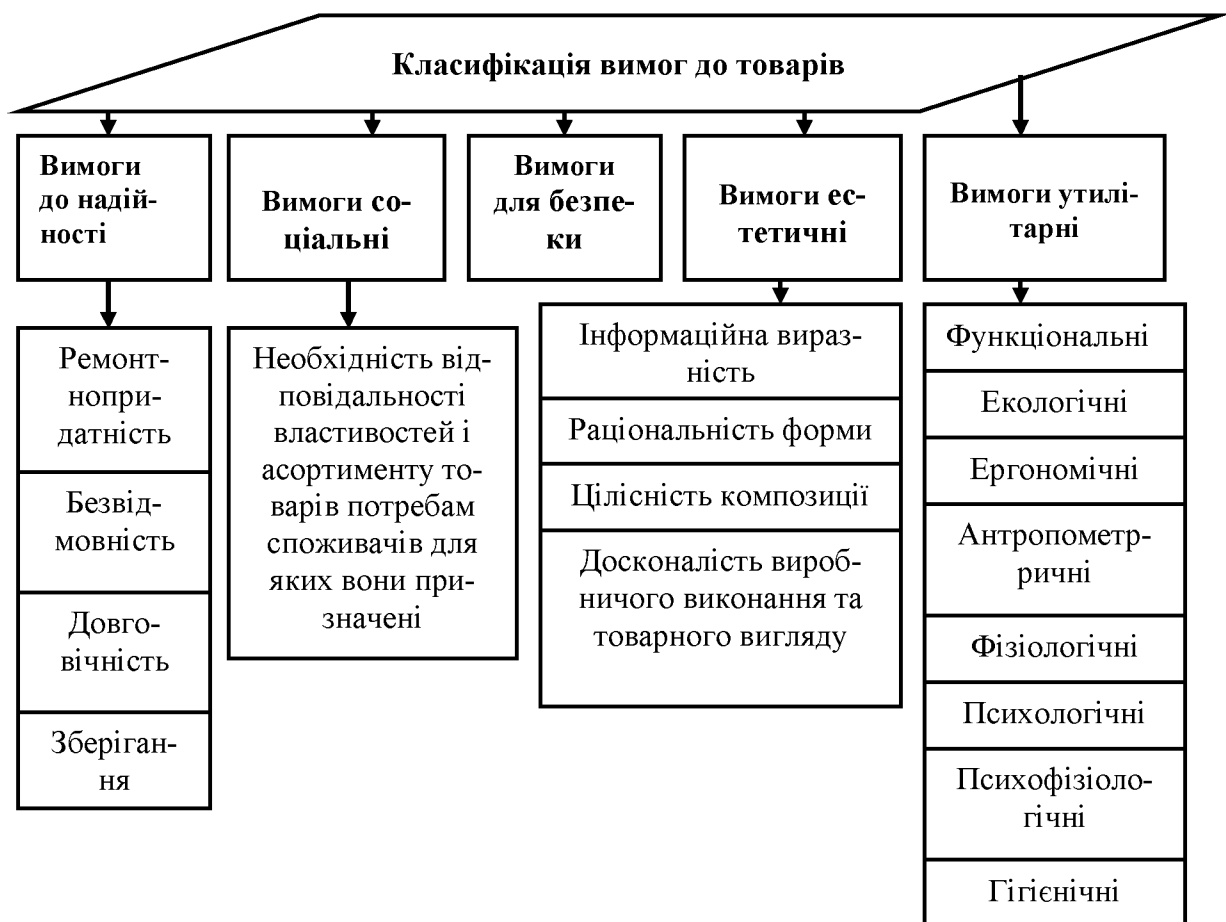 Класифікація вимог до товарів
Вимоги
до надій-
ності
Вимоги со-
ціальні
Вимоги
для безпе-
ки
Вимоги ес-
тетичні
Вимоги утилі-
тарні
Ремонт-
нопри-
датність
Безвід-
мовність
Довго-
вічність
Зберіган-
ня
Необхідність від-
повідальності
властивостей і
асортименту то-
варів потребам
споживачів для
яких вони при-
значені
Інформаційна вираз-
ність
Раціональність форми
Цілісність композиції
Досконалість вироб-
ничого виконання та
товарного вигляду
Функціональні
Екологічні
Ергономічні
Антропометр-
ричні
Фізіологічні
Психологічні
Психофізіоло-
гічні
Гігієнічні